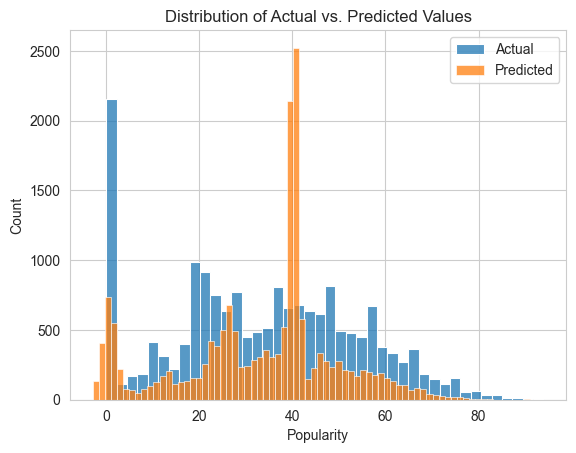 Distribution of Actual vs. Predicted Values
Actual
Predicted
2500
2000
1500
1000
500
0
Count
0
20
40
60
80
Popularity